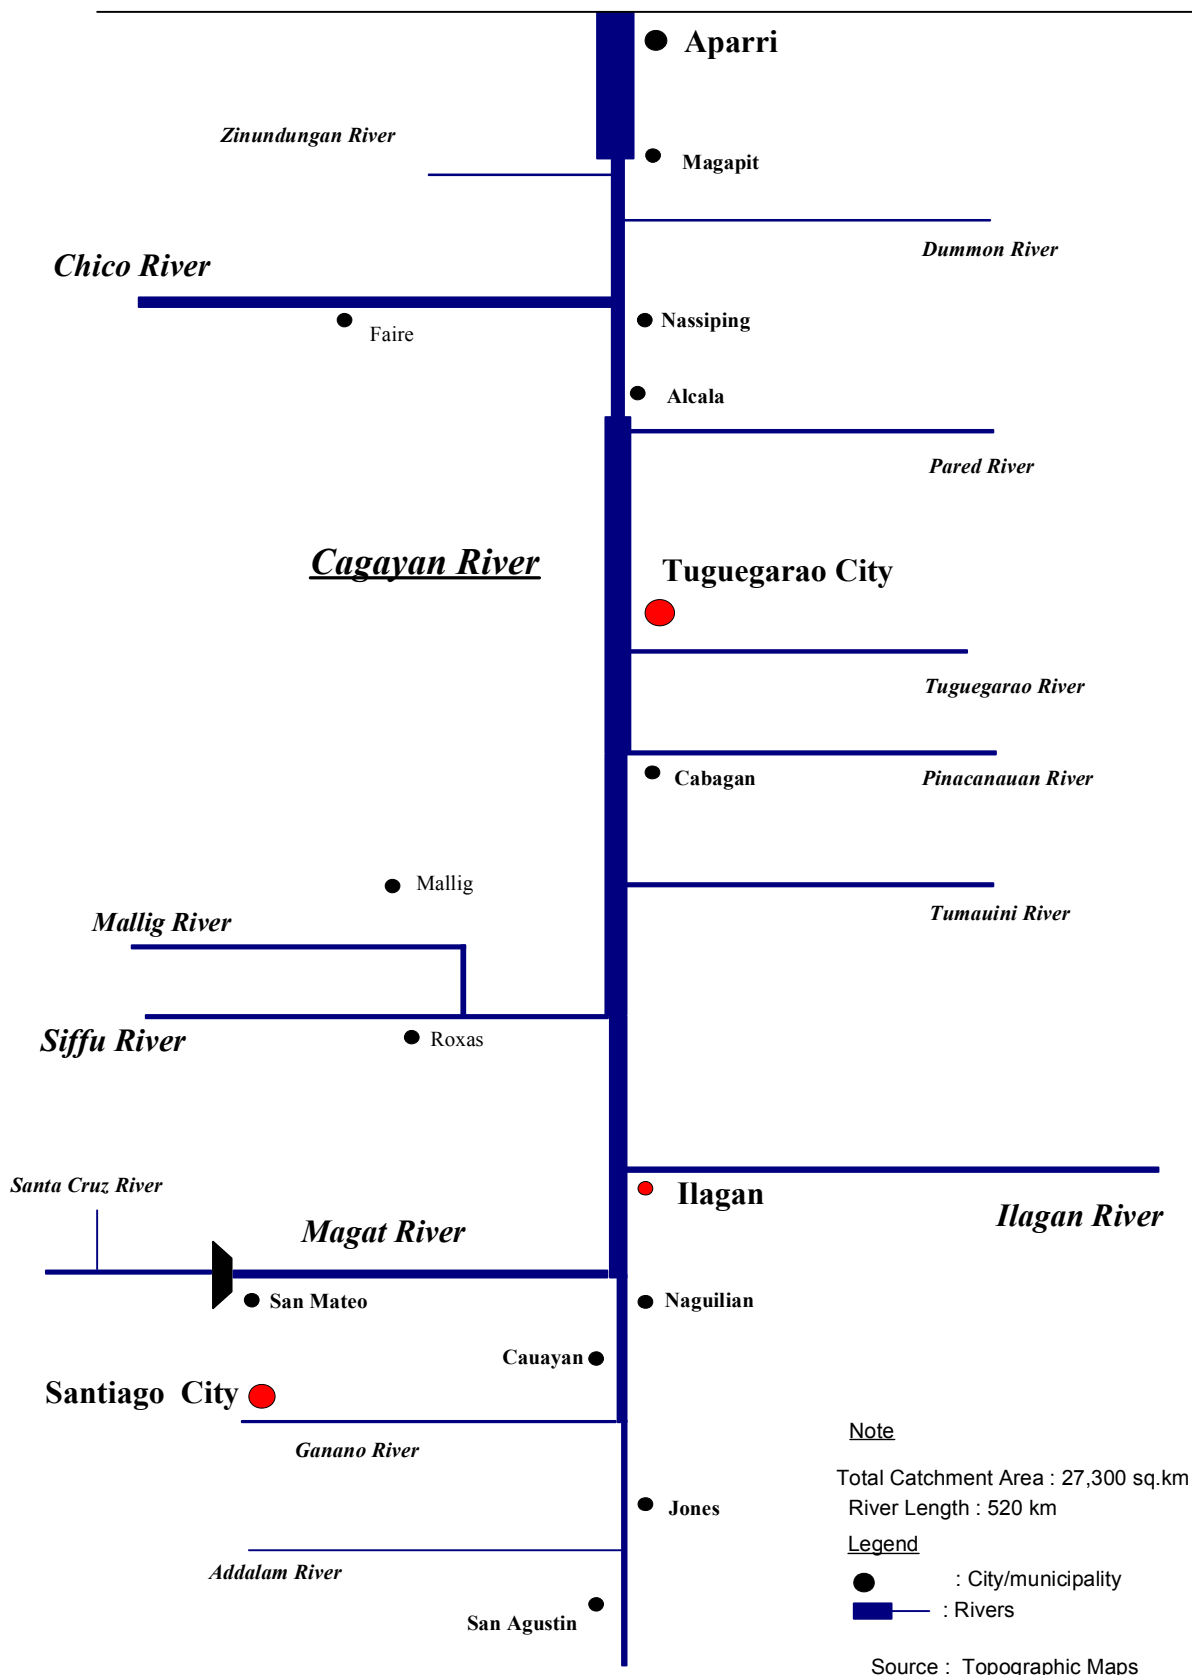 Aparri
Zinundungan River
Magapit
Dummon River
Chico River
Nassiping
Faire
Alcala
Pared River
Cagayan River
Tuguegarao City
Tuguegarao River
Cabagan
Pinacanauan River
Mallig
Mallig River
Tumauini River
Siffu River
Roxas
Santa Cruz River
Ilagan
Ilagan River
Magat River
San Mateo
Naguilian
Cauayan
Santiago City
Ganano River
Note
Total Catchment Area : 27,300 sq.km
River Length : 520 km
Jones
Legend
Addalam River
: City/municipality
: Rivers
San Agustin
Source : Topographic Maps